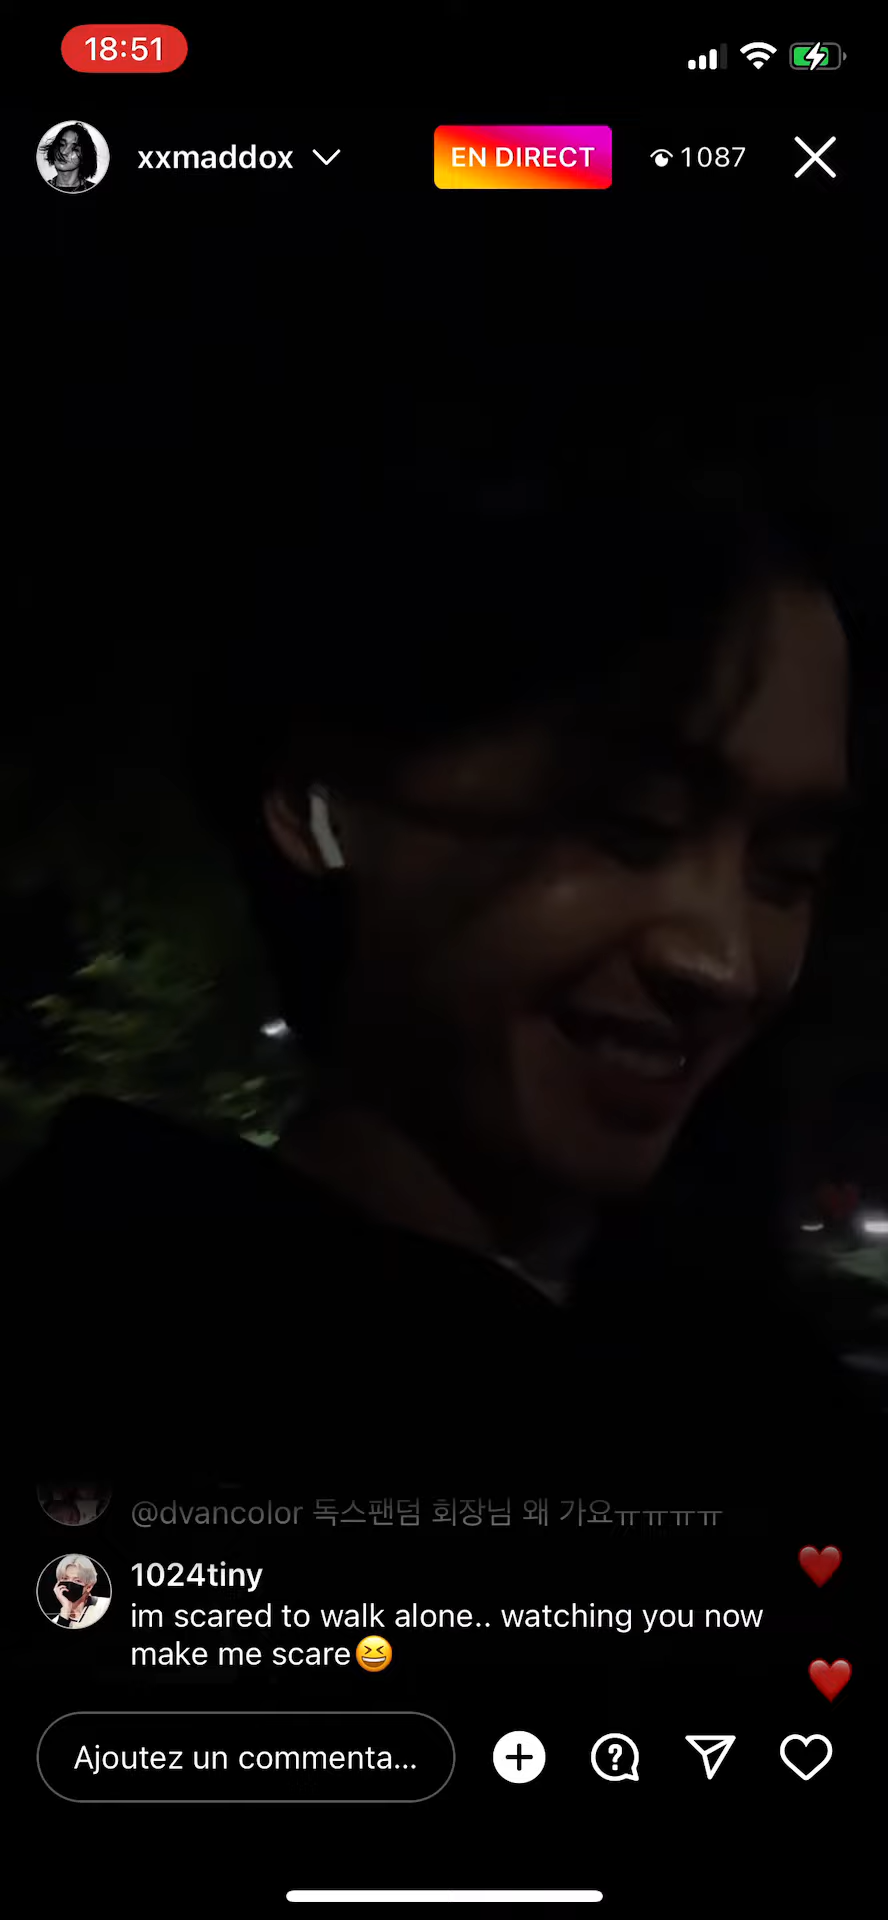 18:51
xxmaddox
EN DIRECT
1087
@dvancolor 독스팬덤 회장님 왜 가요ㅠㅠㅠㅠ
1024tiny
im scared to walk alone.. watching you now
make me scare😆
Ajoutez un commenta...